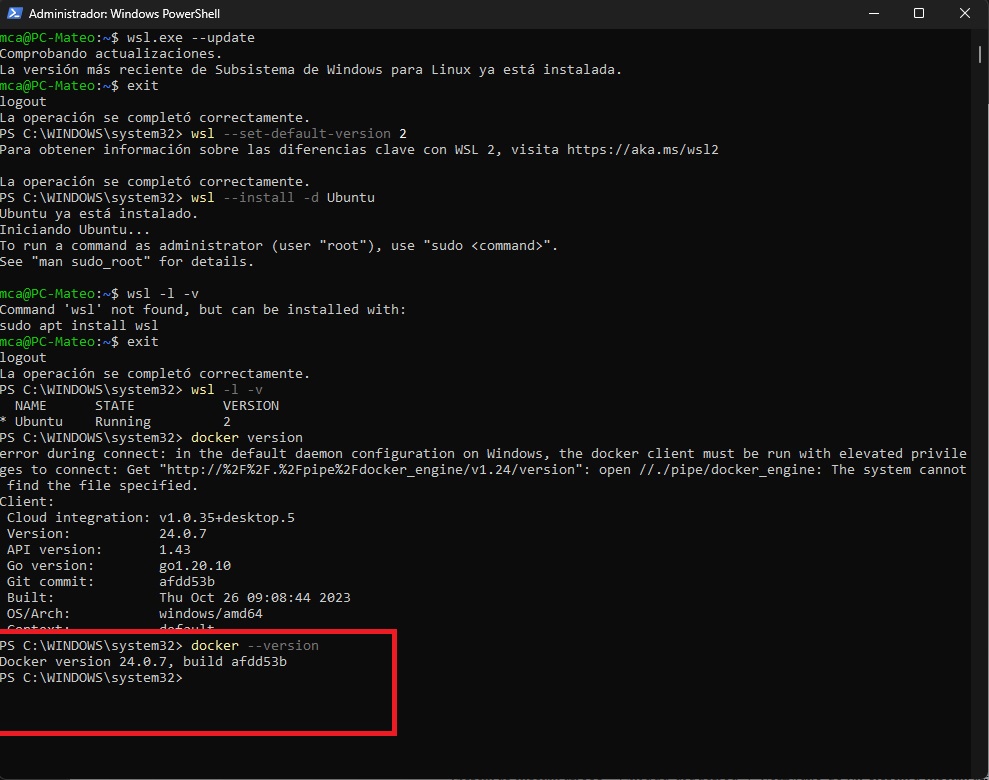 Administrador: Windows PowerShell
mca@PC-Mateo:~$ wsl.exe --update
Comprobando actualizaciones.
La versión más reciente de Subsistema de Windows para Linux ya está instalada.
mca@PC-Mateo:~$ exit
logout
La operación se completó correctamente.
PS C:\WINDOWS\system32> wsl --set-default-version 2
Para obtener información sobre las diferencias clave con WSL 2, visita https://aka.ms/wsl2
La operación se completó correctamente.
PS C:\WINDOWS\system32> wsl --install -d Ubuntu
Ubuntu ya está instalado.
Iniciando Ubuntu...
To run a command as administrator (user "root"), use "sudo <command>".
See "man sudo_root" for details.
mca@PC-Mateo:~$ wsl -l -v
Command 'wsl' not found, but can be installed with:
sudo apt install wsl
mca@PC-Mateo:~$ exit
logout
La operación se completó correctamente.
PS C:\WINDOWS\system32> wsl -l -v
NAME STATE VERSION
* Ubuntu Running 2
PS C:\WINDOWS\system32> docker version
error during connect: in the default daemon configuration on Windows, the docker client must be run with elevated privile
ges to connect: Get "http://%2F%2F.%2Fpipe%2Fdocker_engine/v1.24/version": open //./pipe/docker_engine: The system cannot
find the file specified.
Client:
Cloud integration: v1.0.35+desktop.5
Version: 24.0.7
API version: 1.43
Go version: go1.20.10
Git commit: afdd53b
Built: Thu Oct 26 09:08:44 2023
OS/Arch: windows/amd64
Context: default
PS C:\WINDOWS\system32> docker --version
Docker version 24.0.7, build afdd53b
PS C:\WINDOWS\system32>